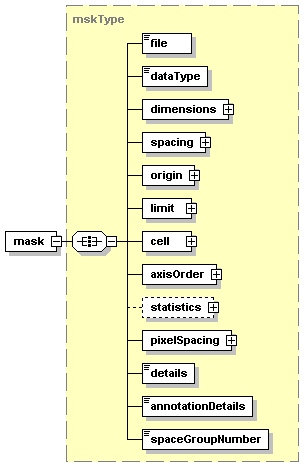 mskType
file
dataType
dimensions
spacing
origin
limit
mask
cell
axisOrder
statistics
pixelSpacing
details
annotationDetails
spaceGroupNumber